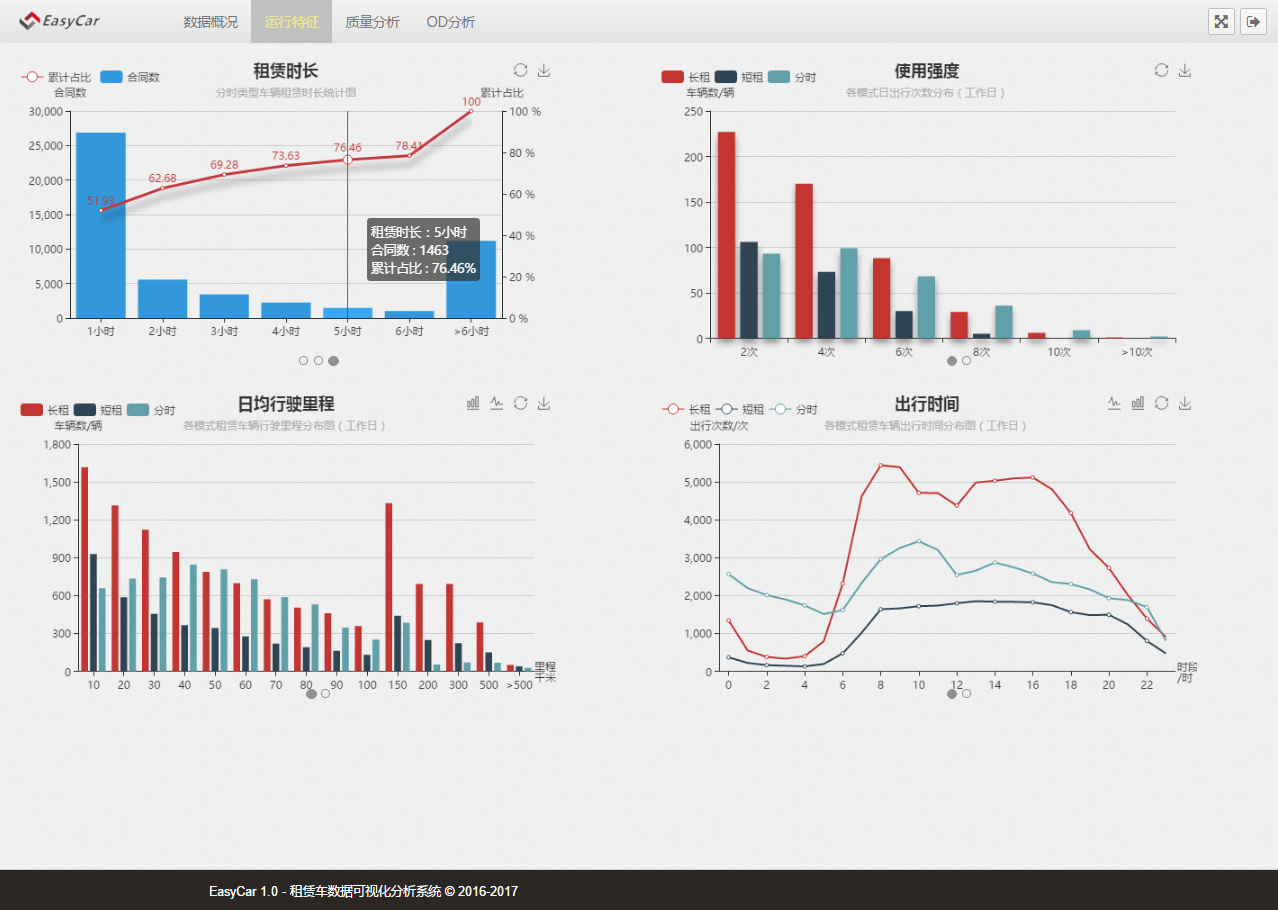 EasyCar 数据概况 运行特征 质量分析 OD分析
租赁时长
累计占比 合同数
分时类型车辆租赁时长统计图
合同数 累计占比
30,000 100 %
25,000 80 %
20,000 60 %
15,000 40 %
10,000 20 %
5,000
0 0 %
51.93 62.68 69.28 73.63 76.46 78.41 100
租赁时长 : 5小时
合同数 : 1463
累计占比 : 76.46%
1小时 2小时 3小时 4小时 5小时 6小时 >6小时
使用强度
长租 短租 分时
各模式日出行次数分布（工作日）
车辆数/辆
250
200
150
100
50
0
2次 4次 6次 8次 10次 >10次
日均行驶里程
长租 短租 分时
各模式租赁车辆行驶里程分布图（工作日）
车辆数/辆
1,800
1,500
1,200
900
600
300
0
10 20 30 40 50 60 70 80 90 100 150 200 300 500 >500
里程
千米
出行时间
长租 短租 分时
各模式租赁车辆出行时间分布图（工作日）
出行次数/次
6,000
5,000
4,000
3,000
2,000
1,000
0
0 2 4 6 8 10 12 14 16 18 20 22
时段
/时
EasyCar 1.0 - 租赁车数据可视化分析系统 © 2016-2017